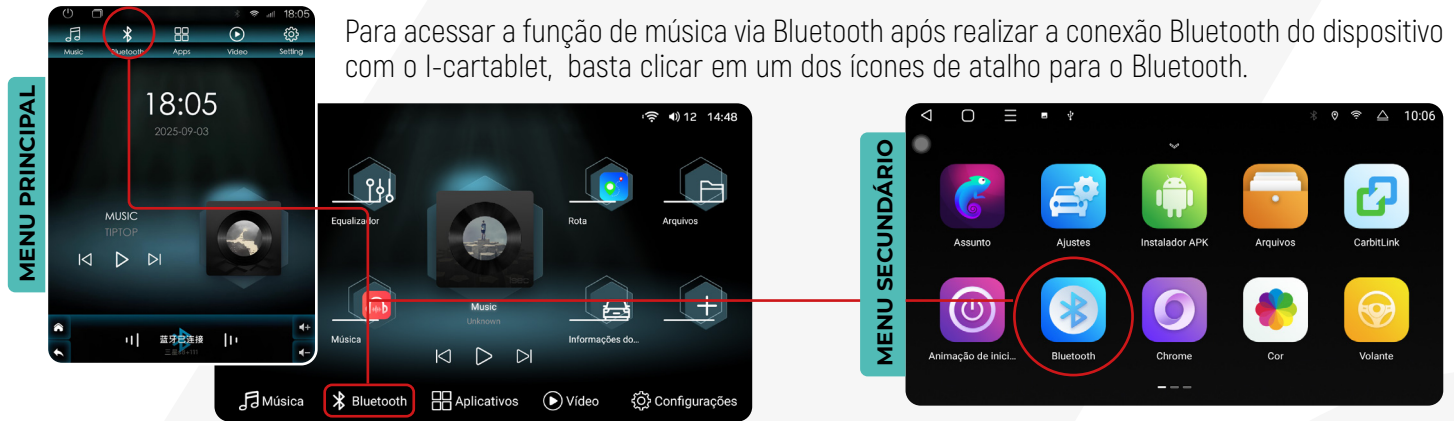 Para acessar a função de música via Bluetooth após realizar a conexão Bluetooth do dispositivo
com o I-cartablet, basta clicar em um dos ícones de atalho para o Bluetooth.
MENU PRINCIPAL
18:05
Music Bluetooth Apps Video Setting
18:05
2025-09-03
MUSIC
TIPTOP
蓝牙已连接
12 14:48
Equalizador
Rota
Arquivos
Música
Music
Unknown
Informações do...
Música Bluetooth Aplicativos Vídeo Configurações
MENU SECUNDÁRIO
10:06
Assunto Ajustes Instalador APK Arquivos CarbitLink
Animação de inici... Bluetooth Chrome Cor Volante